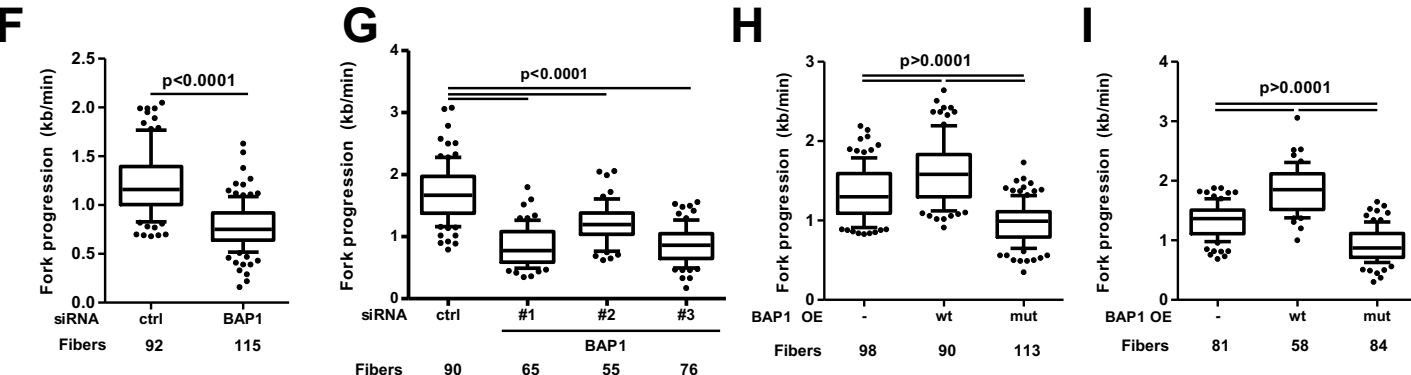 F
Fork progression (kb/min)
2.5
2.0
1.5
1.0
0.5
0.0
p<0.0001
siRNA ctrl BAP1
Fibers 92 115
G
Fork progression (kb/min)
4
3
2
1
0
p<0.0001
siRNA ctrl #1 #2 #3
BAP1
Fibers 90 65 55 76
H
Fork progression (kb/min)
3
2
1
0
p>0.0001
BAP1 OE - wt mut
Fibers 98 90 113
I
Fork progression (kb/min)
4
3
2
1
0
p>0.0001
BAP1 OE - wt mut
Fibers 81 58 84